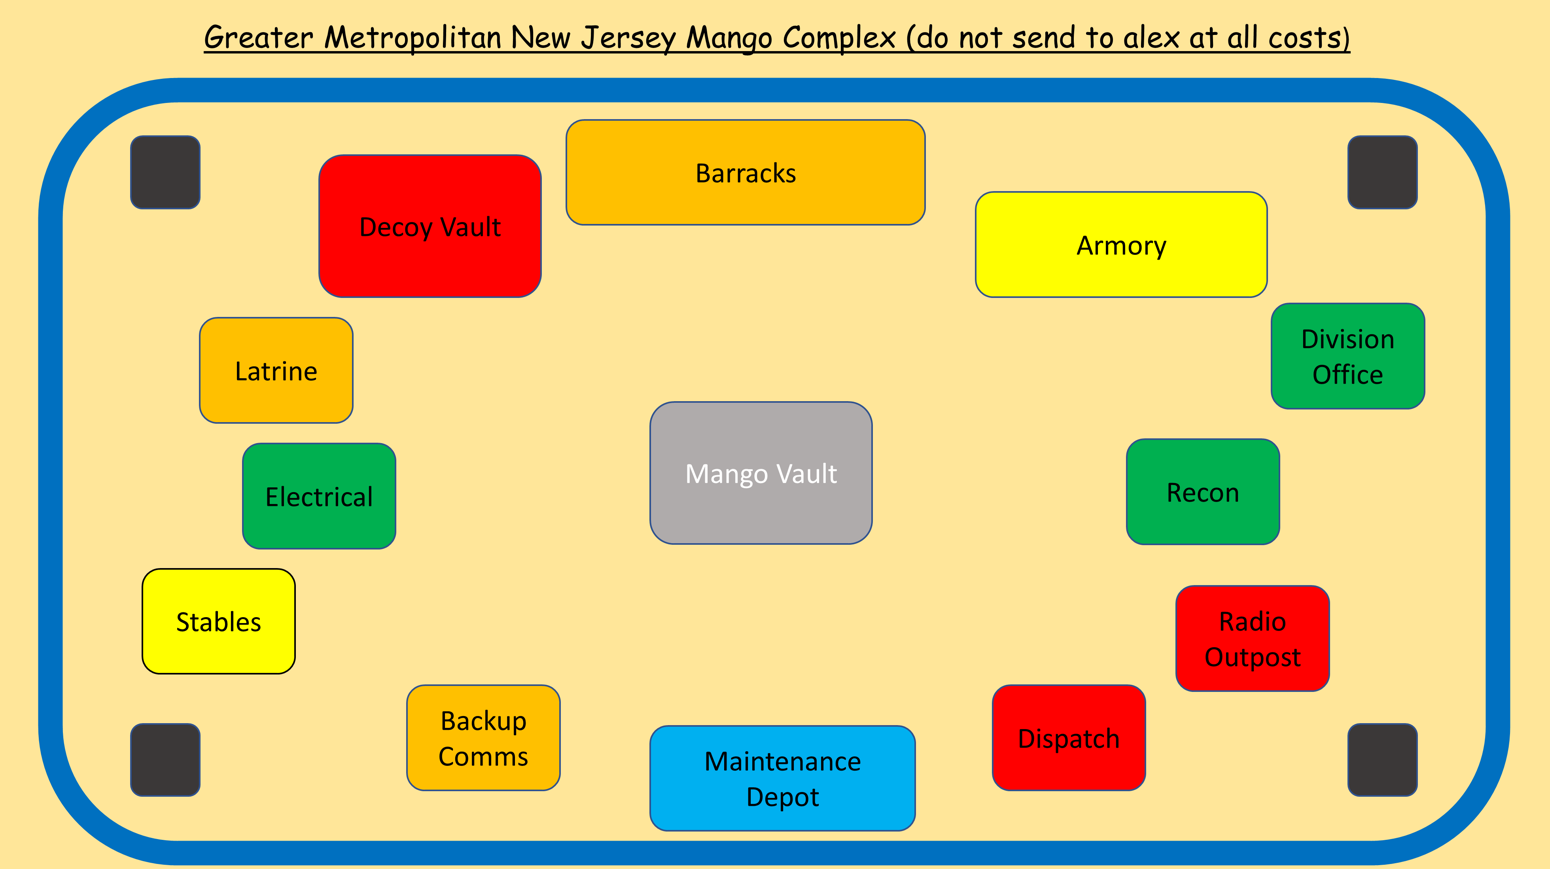 Greater Metropolitan New Jersey Mango Complex (do not send to alex at all costs)
Barracks
Decoy Vault
Armory
Division
Office
Latrine
Mango Vault
Electrical
Recon
Stables
Radio
Outpost
Backup
Comms
Dispatch
Maintenance
Depot